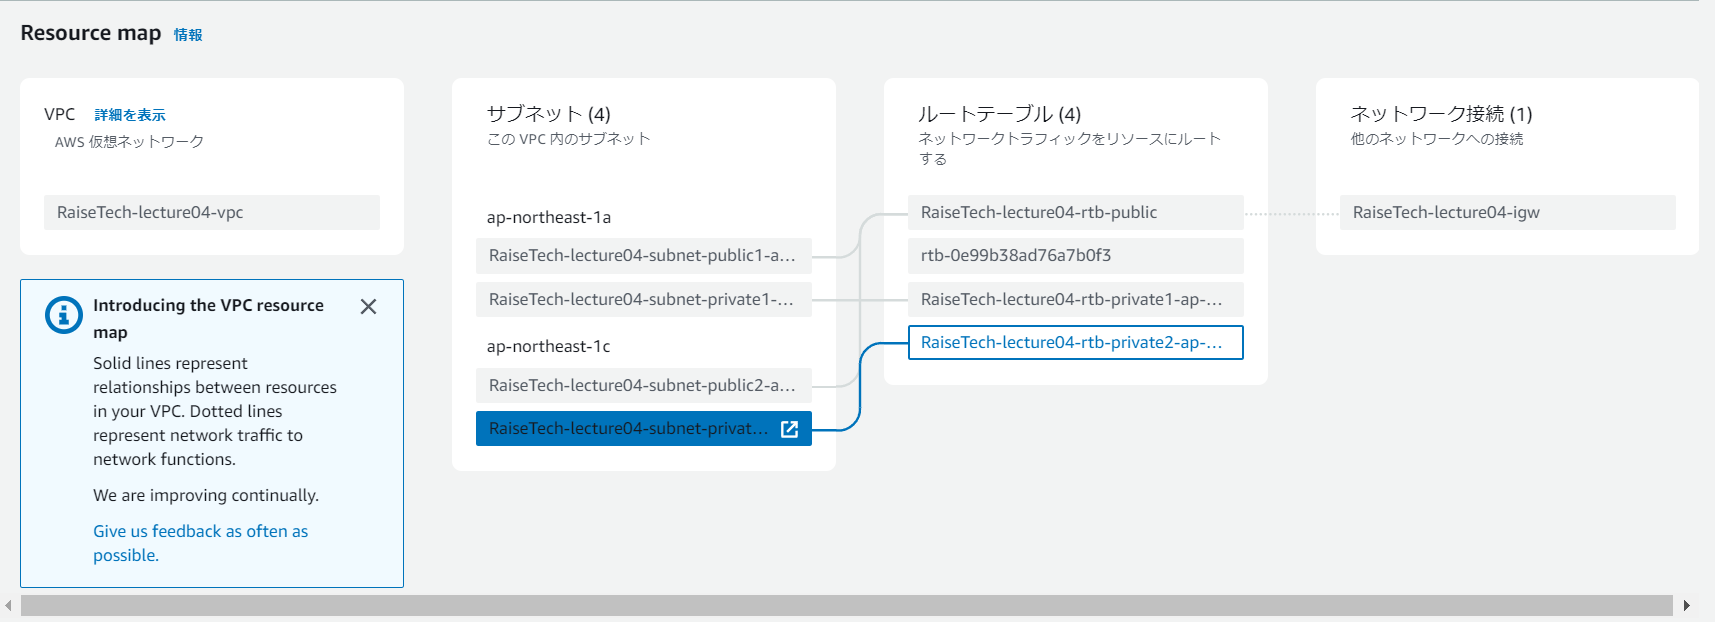 Resource map 情報
VPC 詳細を表示
AWS 仮想ネットワーク
RaiseTech-lecture04-vpc
Introducing the VPC resource
map
Solid lines represent
relationships between resources
in your VPC. Dotted lines
represent network traffic to
network functions.
We are improving continually.
Give us feedback as often as
possible.
サブネット (4)
この VPC 内のサブネット
ap-northeast-1a
RaiseTech-lecture04-subnet-public1-a...
RaiseTech-lecture04-subnet-private1-...
ap-northeast-1c
RaiseTech-lecture04-subnet-public2-a...
RaiseTech-lecture04-subnet-privat...
ルートテーブル (4)
ネットワークトラフィックをリソースにルート
する
RaiseTech-lecture04-rtb-public
rtb-0e99b38ad76a7b0f3
RaiseTech-lecture04-rtb-private1-ap-...
RaiseTech-lecture04-rtb-private2-ap-...
ネットワーク接続 (1)
他のネットワークへの接続
RaiseTech-lecture04-igw